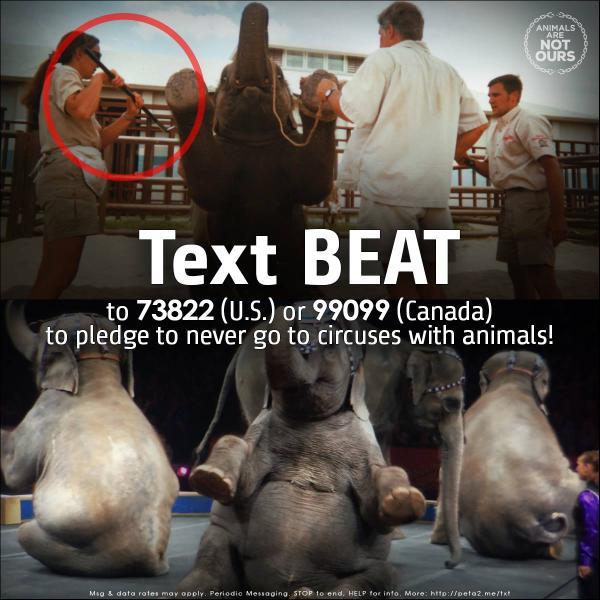 ANIMALS
ARE
NOT
OURS
Text BEAT
to 73822 (U.S.) or 99099 (Canada)
to pledge to never go to circuses with animals!
Msg & data rates may apply. Periodic Messaging. STOP to end, HELP for info. More: http://peta2.me/txt